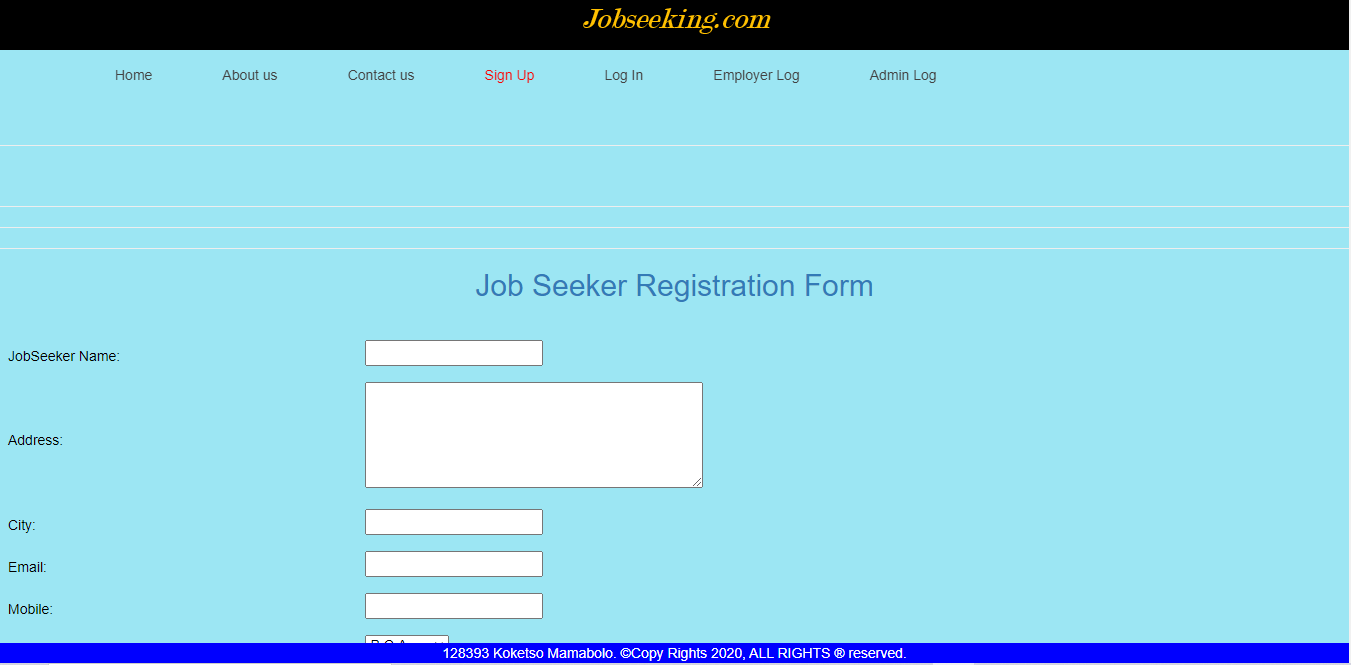 Jobseeking.com
Home About us Contact us Sign Up Log In Employer Log Admin Log
Job Seeker Registration Form
JobSeeker Name:
Address:
City:
Email:
Mobile:
128393 Koketso Mamabolo. ©Copy Rights 2020, ALL RIGHTS ® reserved.